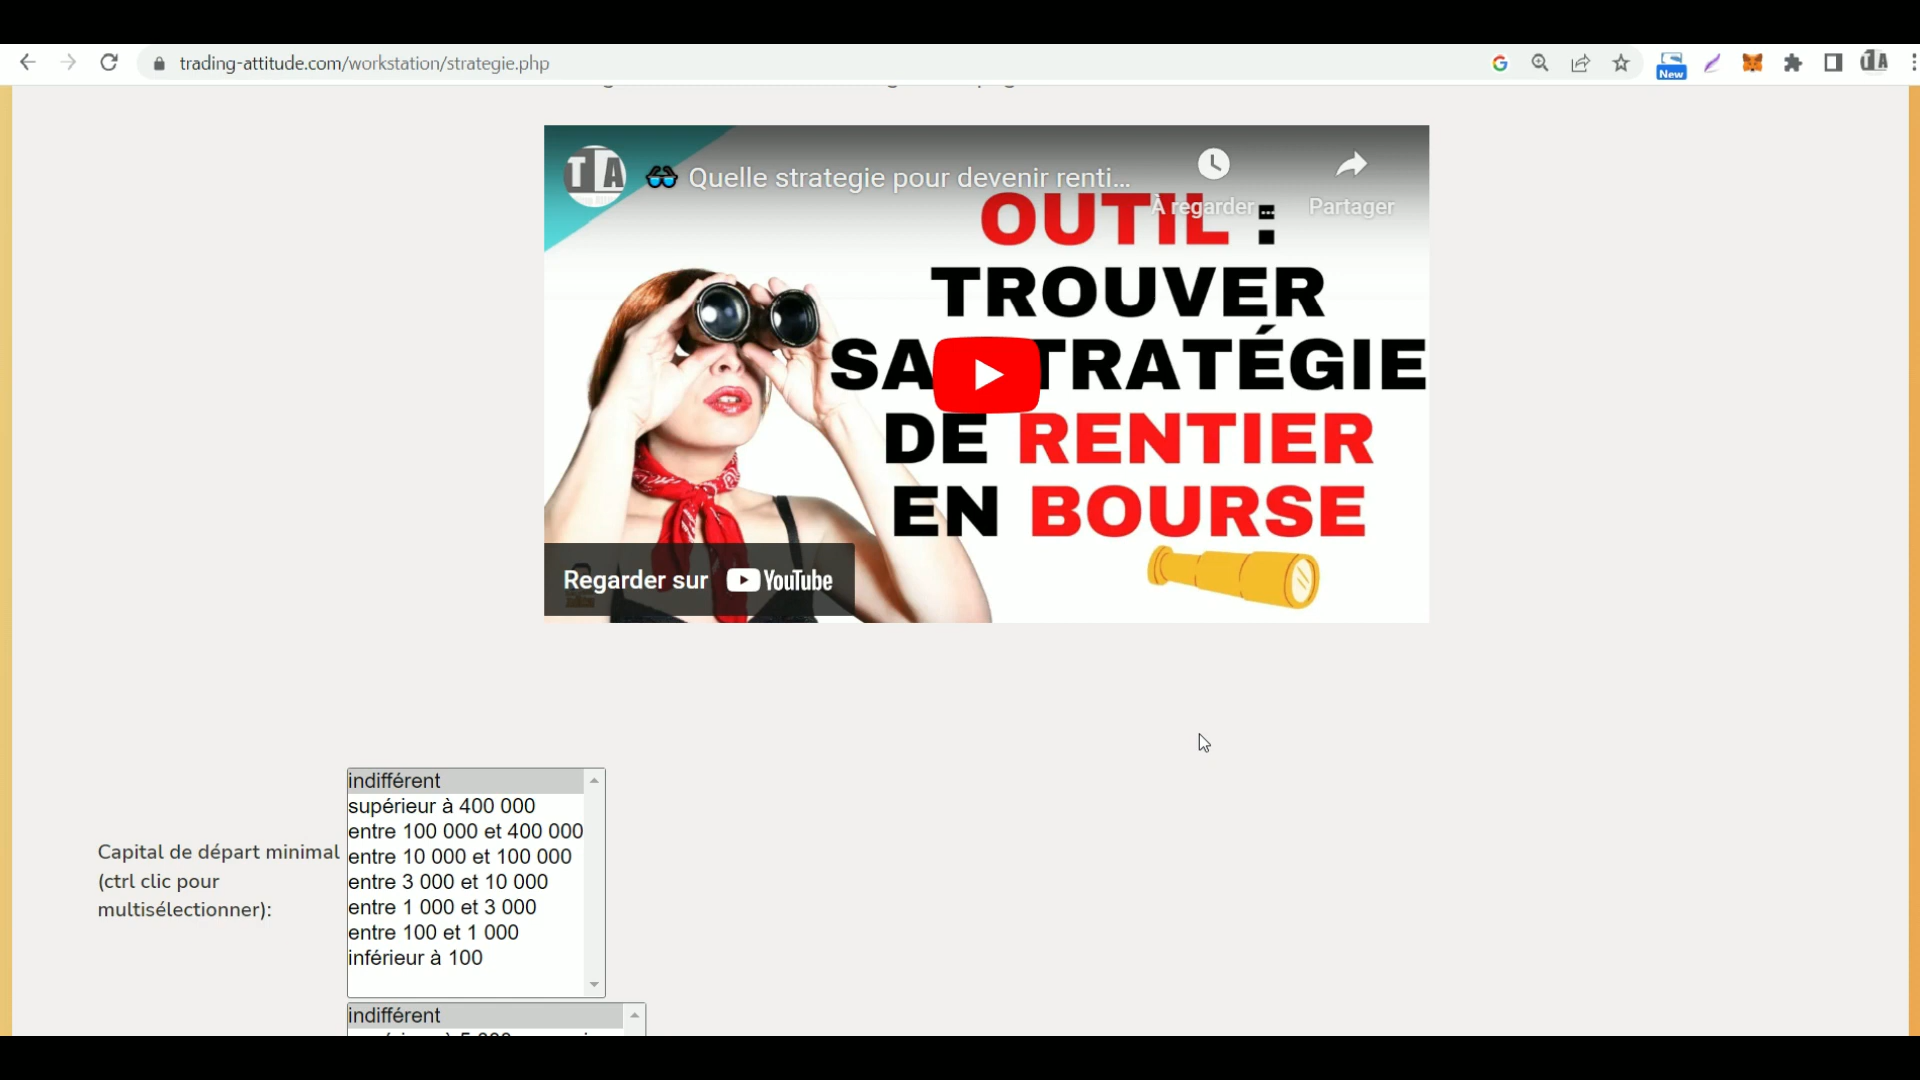 trading-attitude.com/workstation/strategie.php
New
TA
TA
Quelle strategie pour devenir renti...
À regarder ...
Partager
OUTIL :
TROUVER
SA STRATÉGIE
DE RENTIER
EN BOURSE
Regarder sur YouTube
indifférent
supérieur à 400 000
entre 100 000 et 400 000
entre 10 000 et 100 000
entre 3 000 et 10 000
entre 1 000 et 3 000
entre 100 et 1 000
inférieur à 100
Capital de départ minimal
(ctrl clic pour
multisélectionner):
indifférent